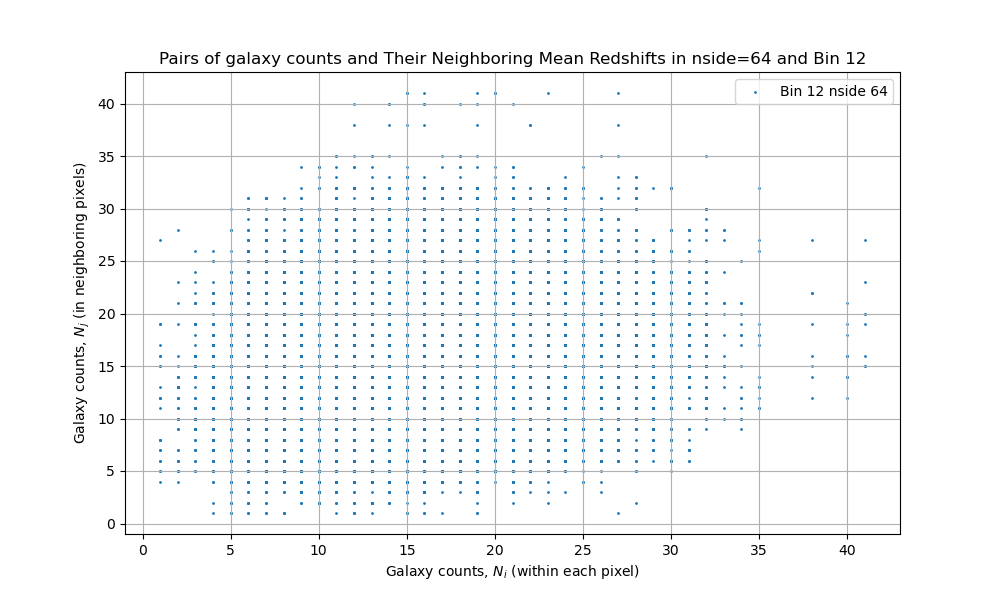 Pairs of galaxy counts and Their Neighboring Mean Redshifts in nside=64 and Bin 12
Bin 12 nside 64
Galaxy counts, N_j (in neighboring pixels)
40
35
30
25
20
15
10
5
0
0 5 10 15 20 25 30 35 40
Galaxy counts, N_i (within each pixel)